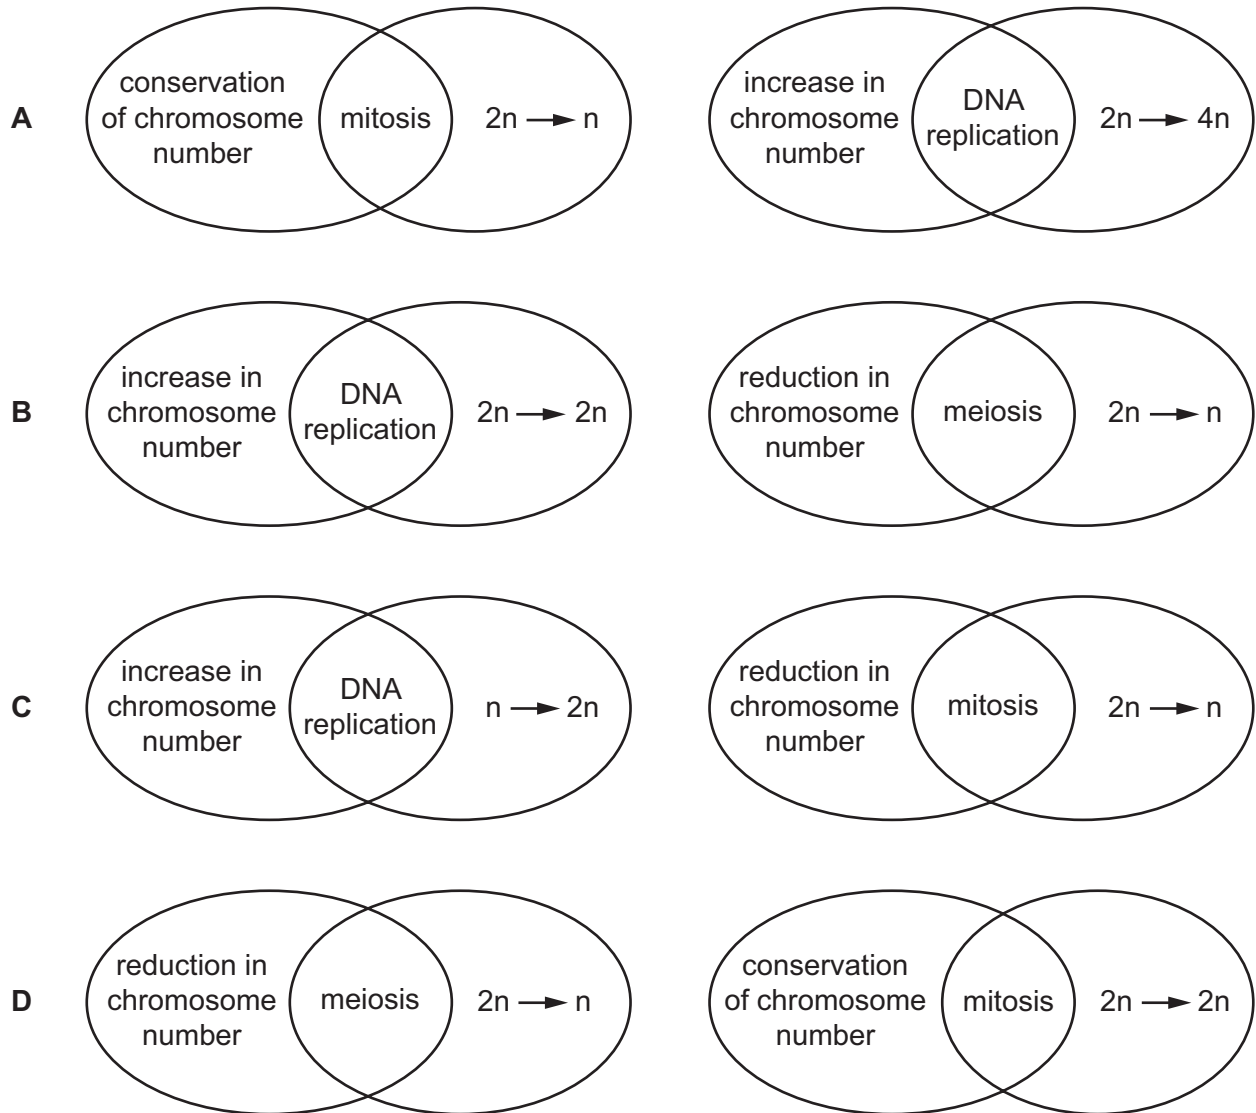 A
conservation
of chromosome
number
mitosis
2n → n
increase in
chromosome
number
DNA
replication
2n → 4n
B
increase in
chromosome
number
DNA
replication
2n → 2n
reduction in
chromosome
number
meiosis
2n → n
C
increase in
chromosome
number
DNA
replication
n → 2n
reduction in
chromosome
number
mitosis
2n → n
D
reduction in
chromosome
number
meiosis
2n → n
conservation
of chromosome
number
mitosis
2n → 2n